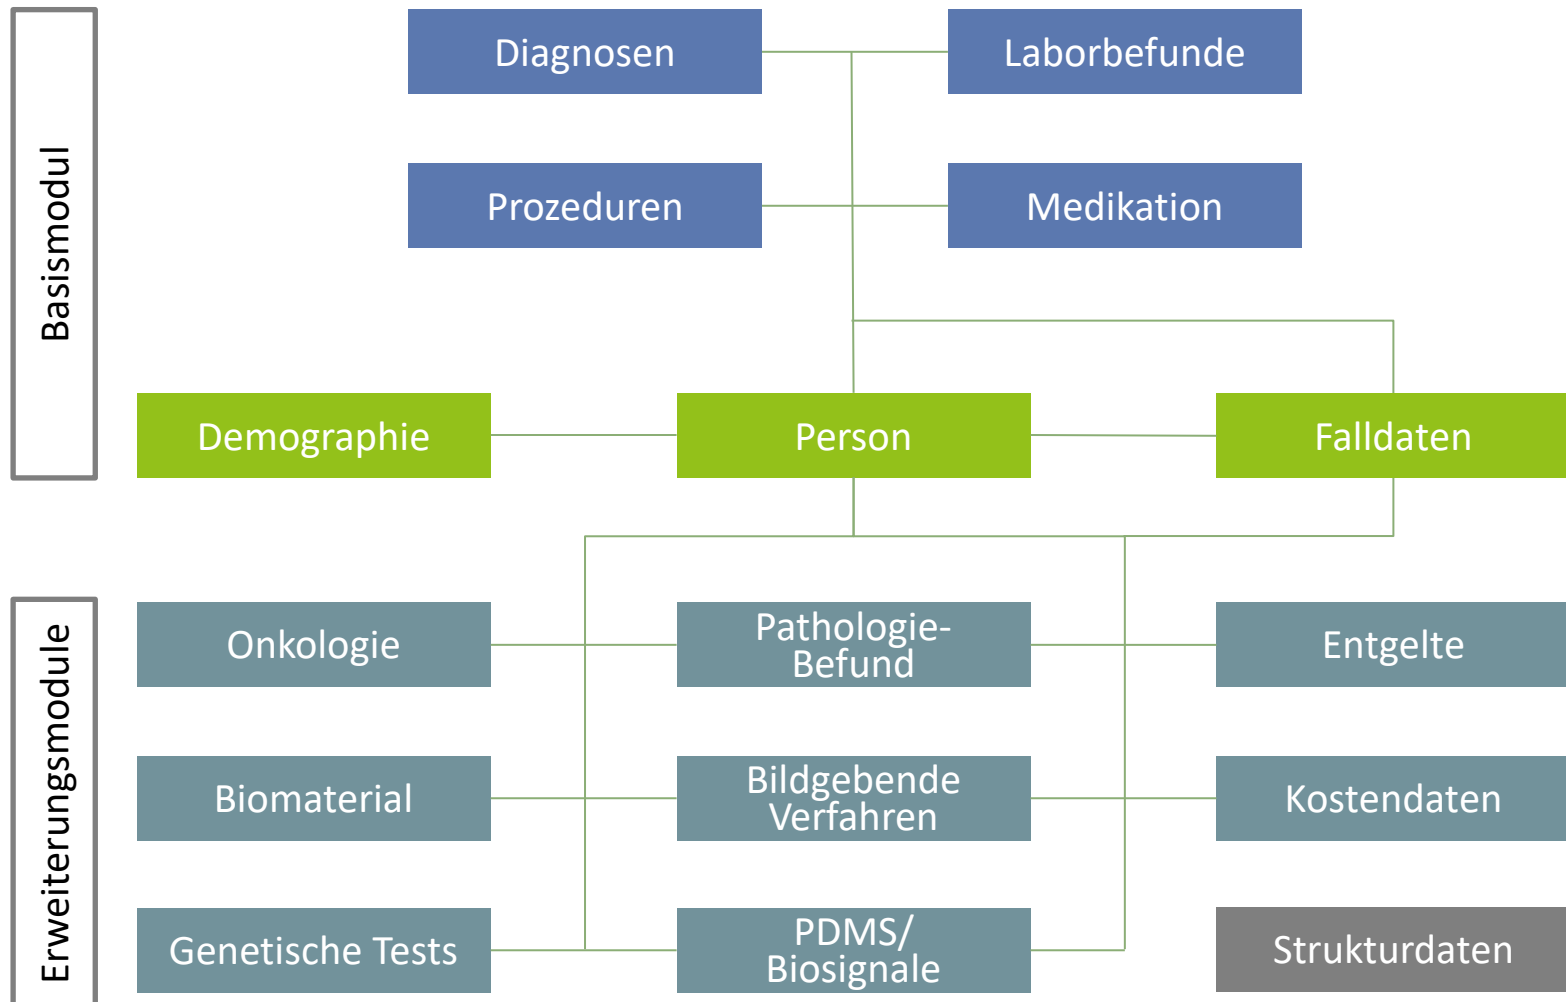 Basismodul
Diagnosen
Laborbefunde
Prozeduren
Medikation
Demographie
Person
Falldaten
Erweiterungsmodule
Onkologie
Pathologie-
Befund
Entgelte
Biomaterial
Bildgebende
Verfahren
Kostendaten
Genetische Tests
PDMS/
Biosignale
Strukturdaten